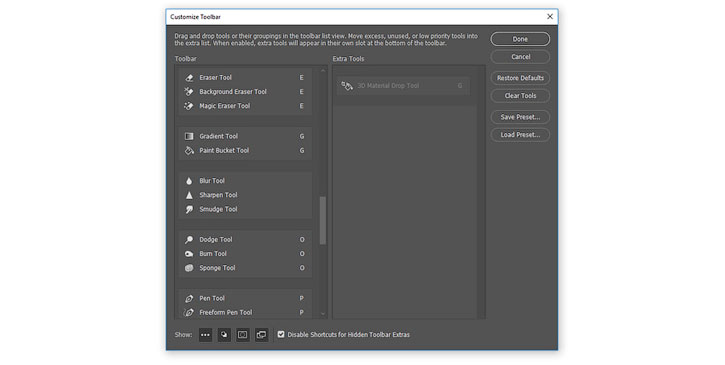 Customize Toolbar
Drag and drop tools or their groupings in the toolbar list view. Move excess, unused, or low priority tools into
the extra list. When enabled, extra tools will appear in their own slot at the bottom of the toolbar.
Done
Cancel
Restore Defaults
Clear Tools
Save Preset...
Load Preset...
Toolbar
Eraser Tool E
Background Eraser Tool E
Magic Eraser Tool E
Gradient Tool G
Paint Bucket Tool G
Blur Tool
Sharpen Tool
Smudge Tool
Dodge Tool O
Burn Tool O
Sponge Tool O
Pen Tool P
Freeform Pen Tool P
Extra Tools
3D Material Drop Tool G
Show:
Disable Shortcuts for Hidden Toolbar Extras